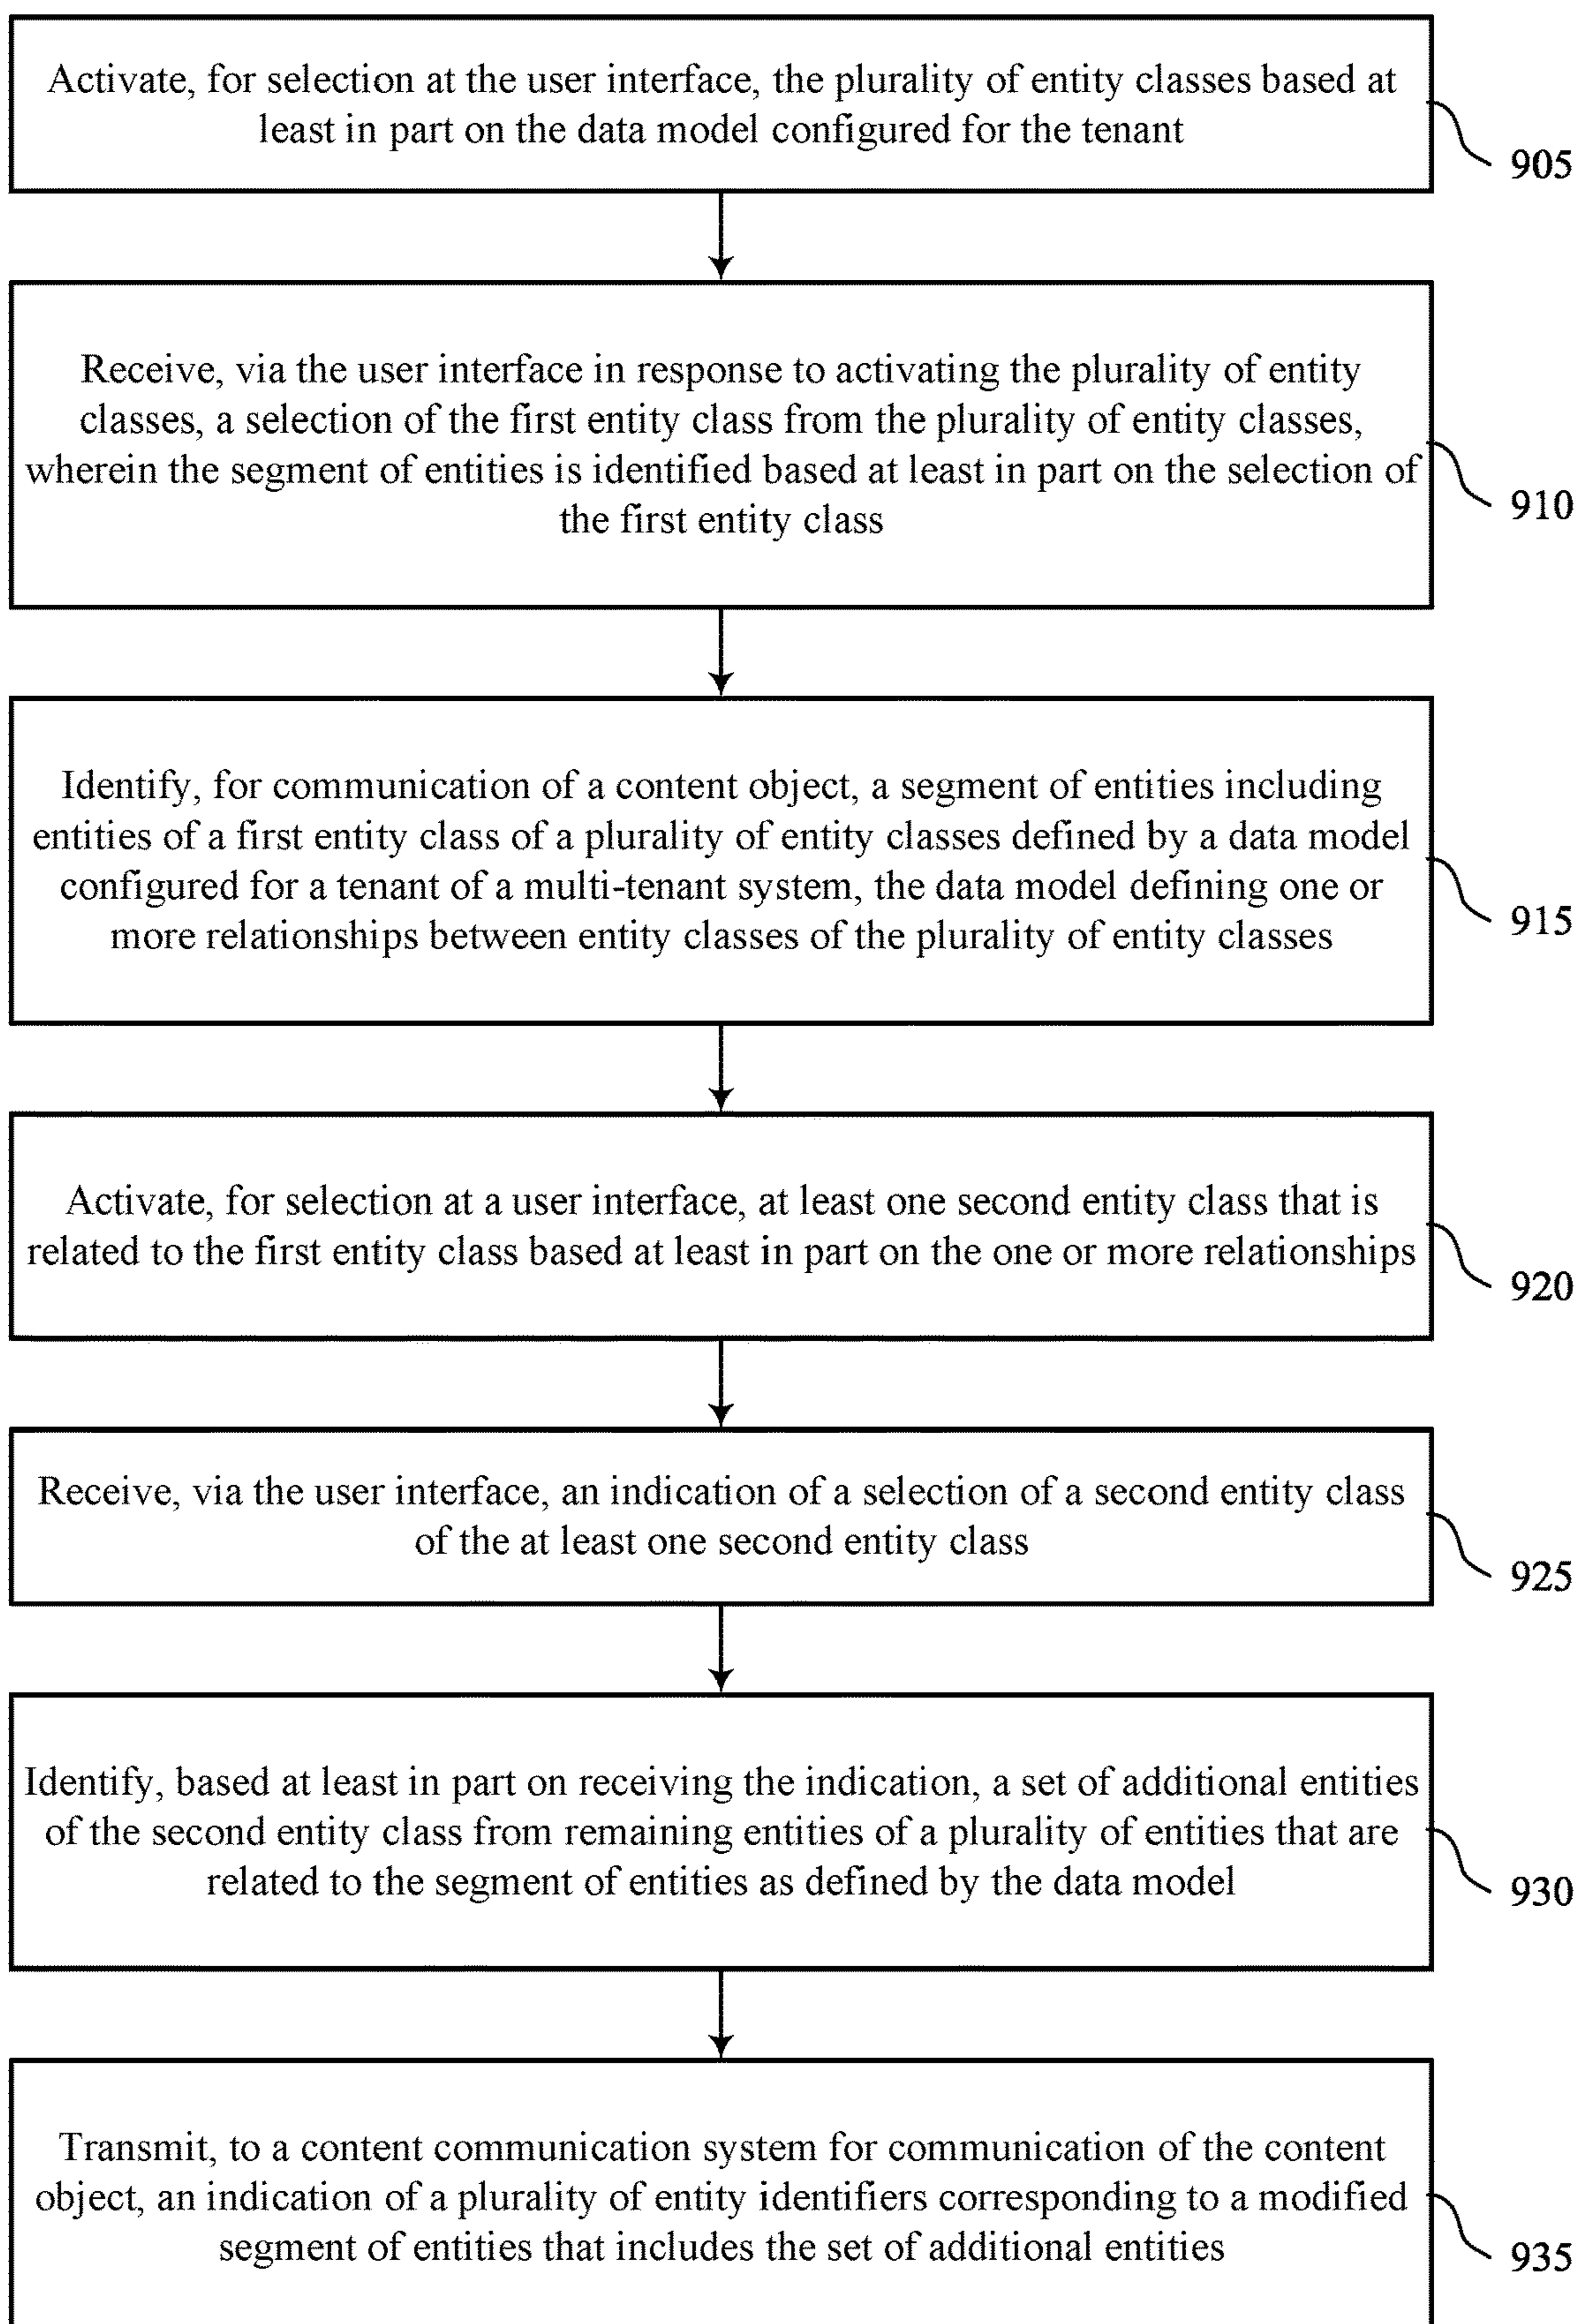 Activate, for selection at the user interface, the plurality of entity classes based at
least in part on the data model configured for the tenant
905
Receive, via the user interface in response to activating the plurality of entity
classes, a selection of the first entity class from the plurality of entity classes,
wherein the segment of entities is identified based at least in part on the selection of
the first entity class
910
Identify, for communication of a content object, a segment of entities including
entities of a first entity class of a plurality of entity classes defined by a data model
configured for a tenant of a multi-tenant system, the data model defining one or
more relationships between entity classes of the plurality of entity classes
915
Activate, for selection at a user interface, at least one second entity class that is
related to the first entity class based at least in part on the one or more relationships
920
Receive, via the user interface, an indication of a selection of a second entity class
of the at least one second entity class
925
Identify, based at least in part on receiving the indication, a set of additional entities
of the second entity class from remaining entities of a plurality of entities that are
related to the segment of entities as defined by the data model
930
Transmit, to a content communication system for communication of the content
object, an indication of a plurality of entity identifiers corresponding to a modified
segment of entities that includes the set of additional entities
935